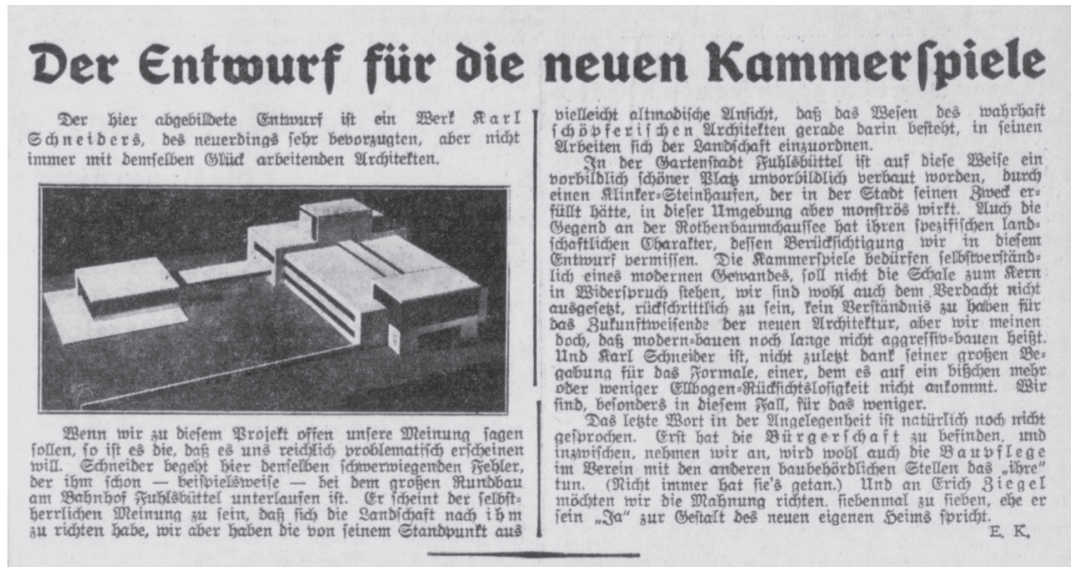 Der Entwurf für die neuen Kammerspiele
Der hier abgebildete Entwurf ist ein Werk Karl
Schneiders, des neuerdings sehr bevorzugten, aber nicht
immer mit demselben Glück arbeitenden Architekten.
Wenn wir zu diesem Projekt offen unsere Meinung sagen
sollen, so ist es die, daß es uns reichlich problematisch erscheinen
will. Schneider begeht hier denselben schwerwiegenden Fehler,
der ihm schon — beispielsweise — bei dem großen Rundbau
am Bahnhof Fuhlsbüttel unterlaufen ist. Er scheint der selbst-
herrlichen Meinung zu sein, daß sich die Landschaft nach ihm
zu richten habe, wir aber haben die von seinem Standpunkt aus
vielleicht altmodische Ansicht, daß das Wesen des wahrhaft
schöpferischen Architekten gerade darin besteht, in seinen
Arbeiten sich der Landschaft einzuordnen.
In der Gartenstadt Fuhlsbüttel ist auf diese Weise ein
vorbildlich schöner Platz unvorbildlich verbaut worden, durch
einen Klinker-Steinhaufen, der in der Stadt seinen Zweck er-
füllt hätte, in dieser Umgebung aber monströs wirkt. Auch die
Gegend an der Rothenbaumchaussee hat ihren spezifischen land-
schaftlichen Charakter, dessen Berücksichtigung wir in diesem
Entwurf vermissen. Die Kammerspiele bedürfen selbstverständ-
lich eines modernen Gewandes, soll nicht die Schale zum Kern
in Widerspruch stehen, wir sind wohl auch dem Verdacht nicht
ausgesetzt, rückschrittlich zu sein, kein Verständnis zu haben für
das Zukunftweisende der neuen Architektur, aber wir meinen
doch, daß modern-bauen noch lange nicht aggressiv-bauen heißt.
Und Karl Schneider ist, nicht zuletzt dank seiner großen Be-
gabung für das Formale, einer, dem es auf ein bißchen mehr
oder weniger Ellbogen-Rücksichtslosigkeit nicht ankommt. Wir
sind, besonders in diesem Fall, für das weniger.
Das letzte Wort in der Angelegenheit ist natürlich noch nicht
gesprochen. Erst hat die Bürgerschaft zu befinden, und
inzwischen, nehmen wir an, wird wohl auch die Baupflege
im Verein mit den anderen baubehördlichen Stellen das „ihre“
tun. (Nicht immer hat sie's getan.) Und an Erich Ziegel
möchten wir die Mahnung richten, siebenmal zu sieben, ehe er
sein „Ja“ zur Gestalt des neuen eigenen Heims spricht.
E. K.